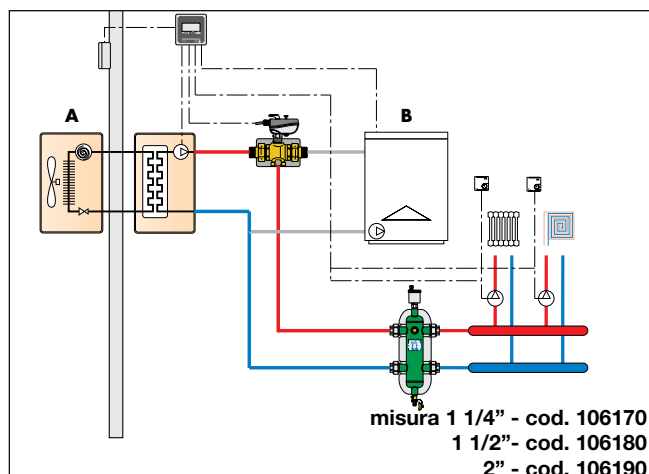 A
B
misura 1 1/4” - cod. 106170
1 1/2”- cod. 106180
2” - cod. 106190